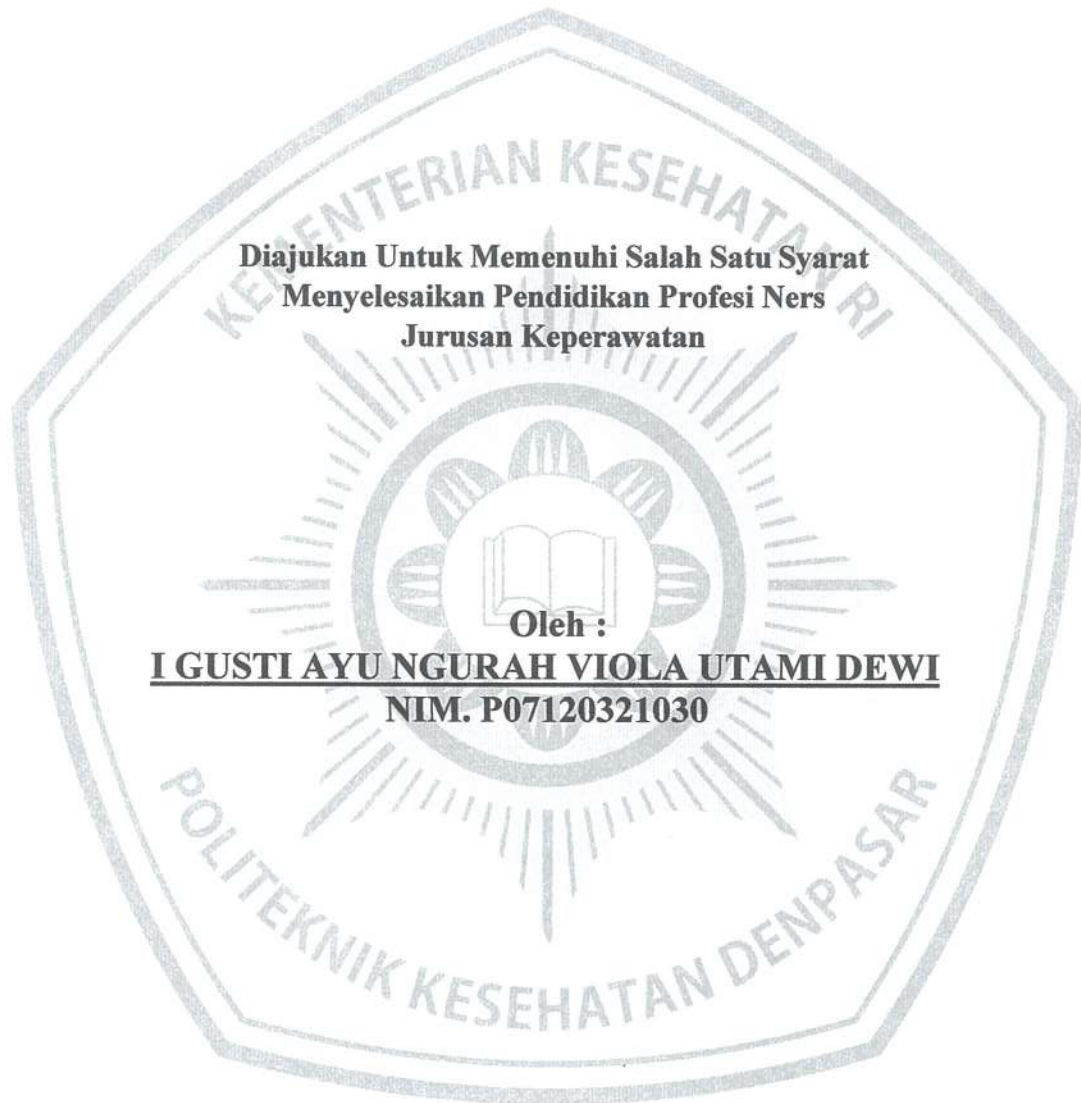 KEMENTERIAN KESEHATAN RI
Diajukan Untuk Memenuhi Salah Satu Syarat
Menyelesaikan Pendidikan Profesi Ners
Jurusan Keperawatan
Oleh :
I GUSTI AYU NGURAH VIOLA UTAMI DEWI
NIM. P07120321030
POLITEKNIK KESEHATAN DENPASAR